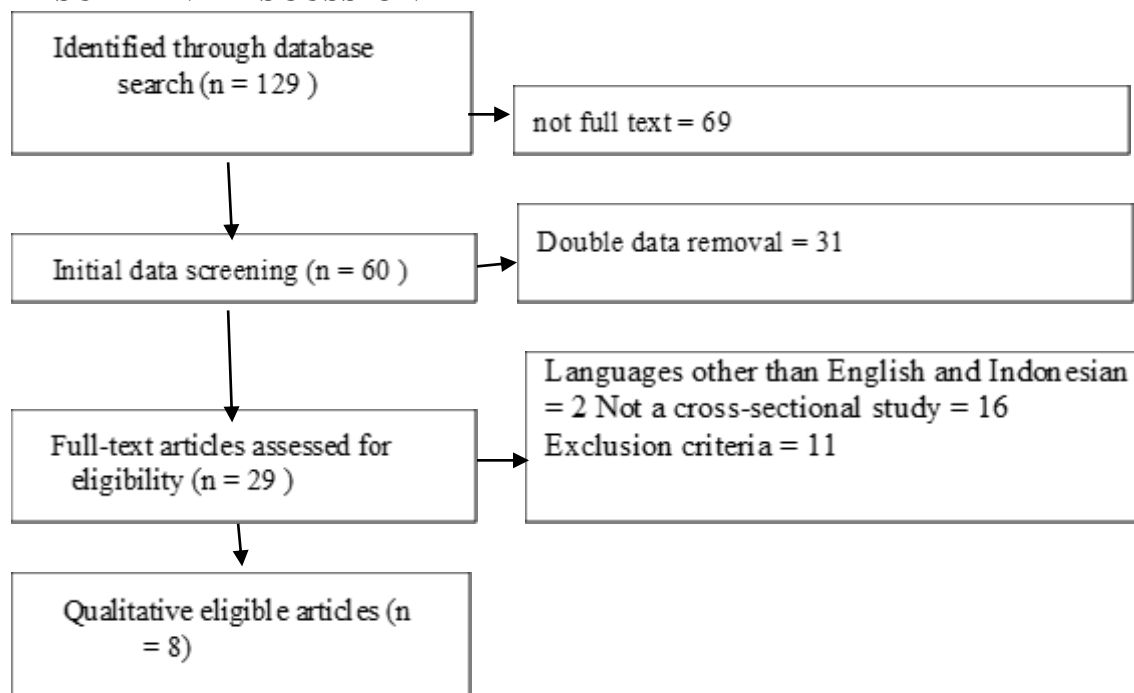 Identified through database
search (n = 129 )
not full text = 69
Double data removal = 31
Initial data screening (n = 60 )
Languages other than English and Indonesian
= 2 Not a cross-sectional study = 16
Exclusion criteria = 11
Full-text articles assessed for
eligibility (n = 29 )
Qualitative eligible articles (n
= 8)